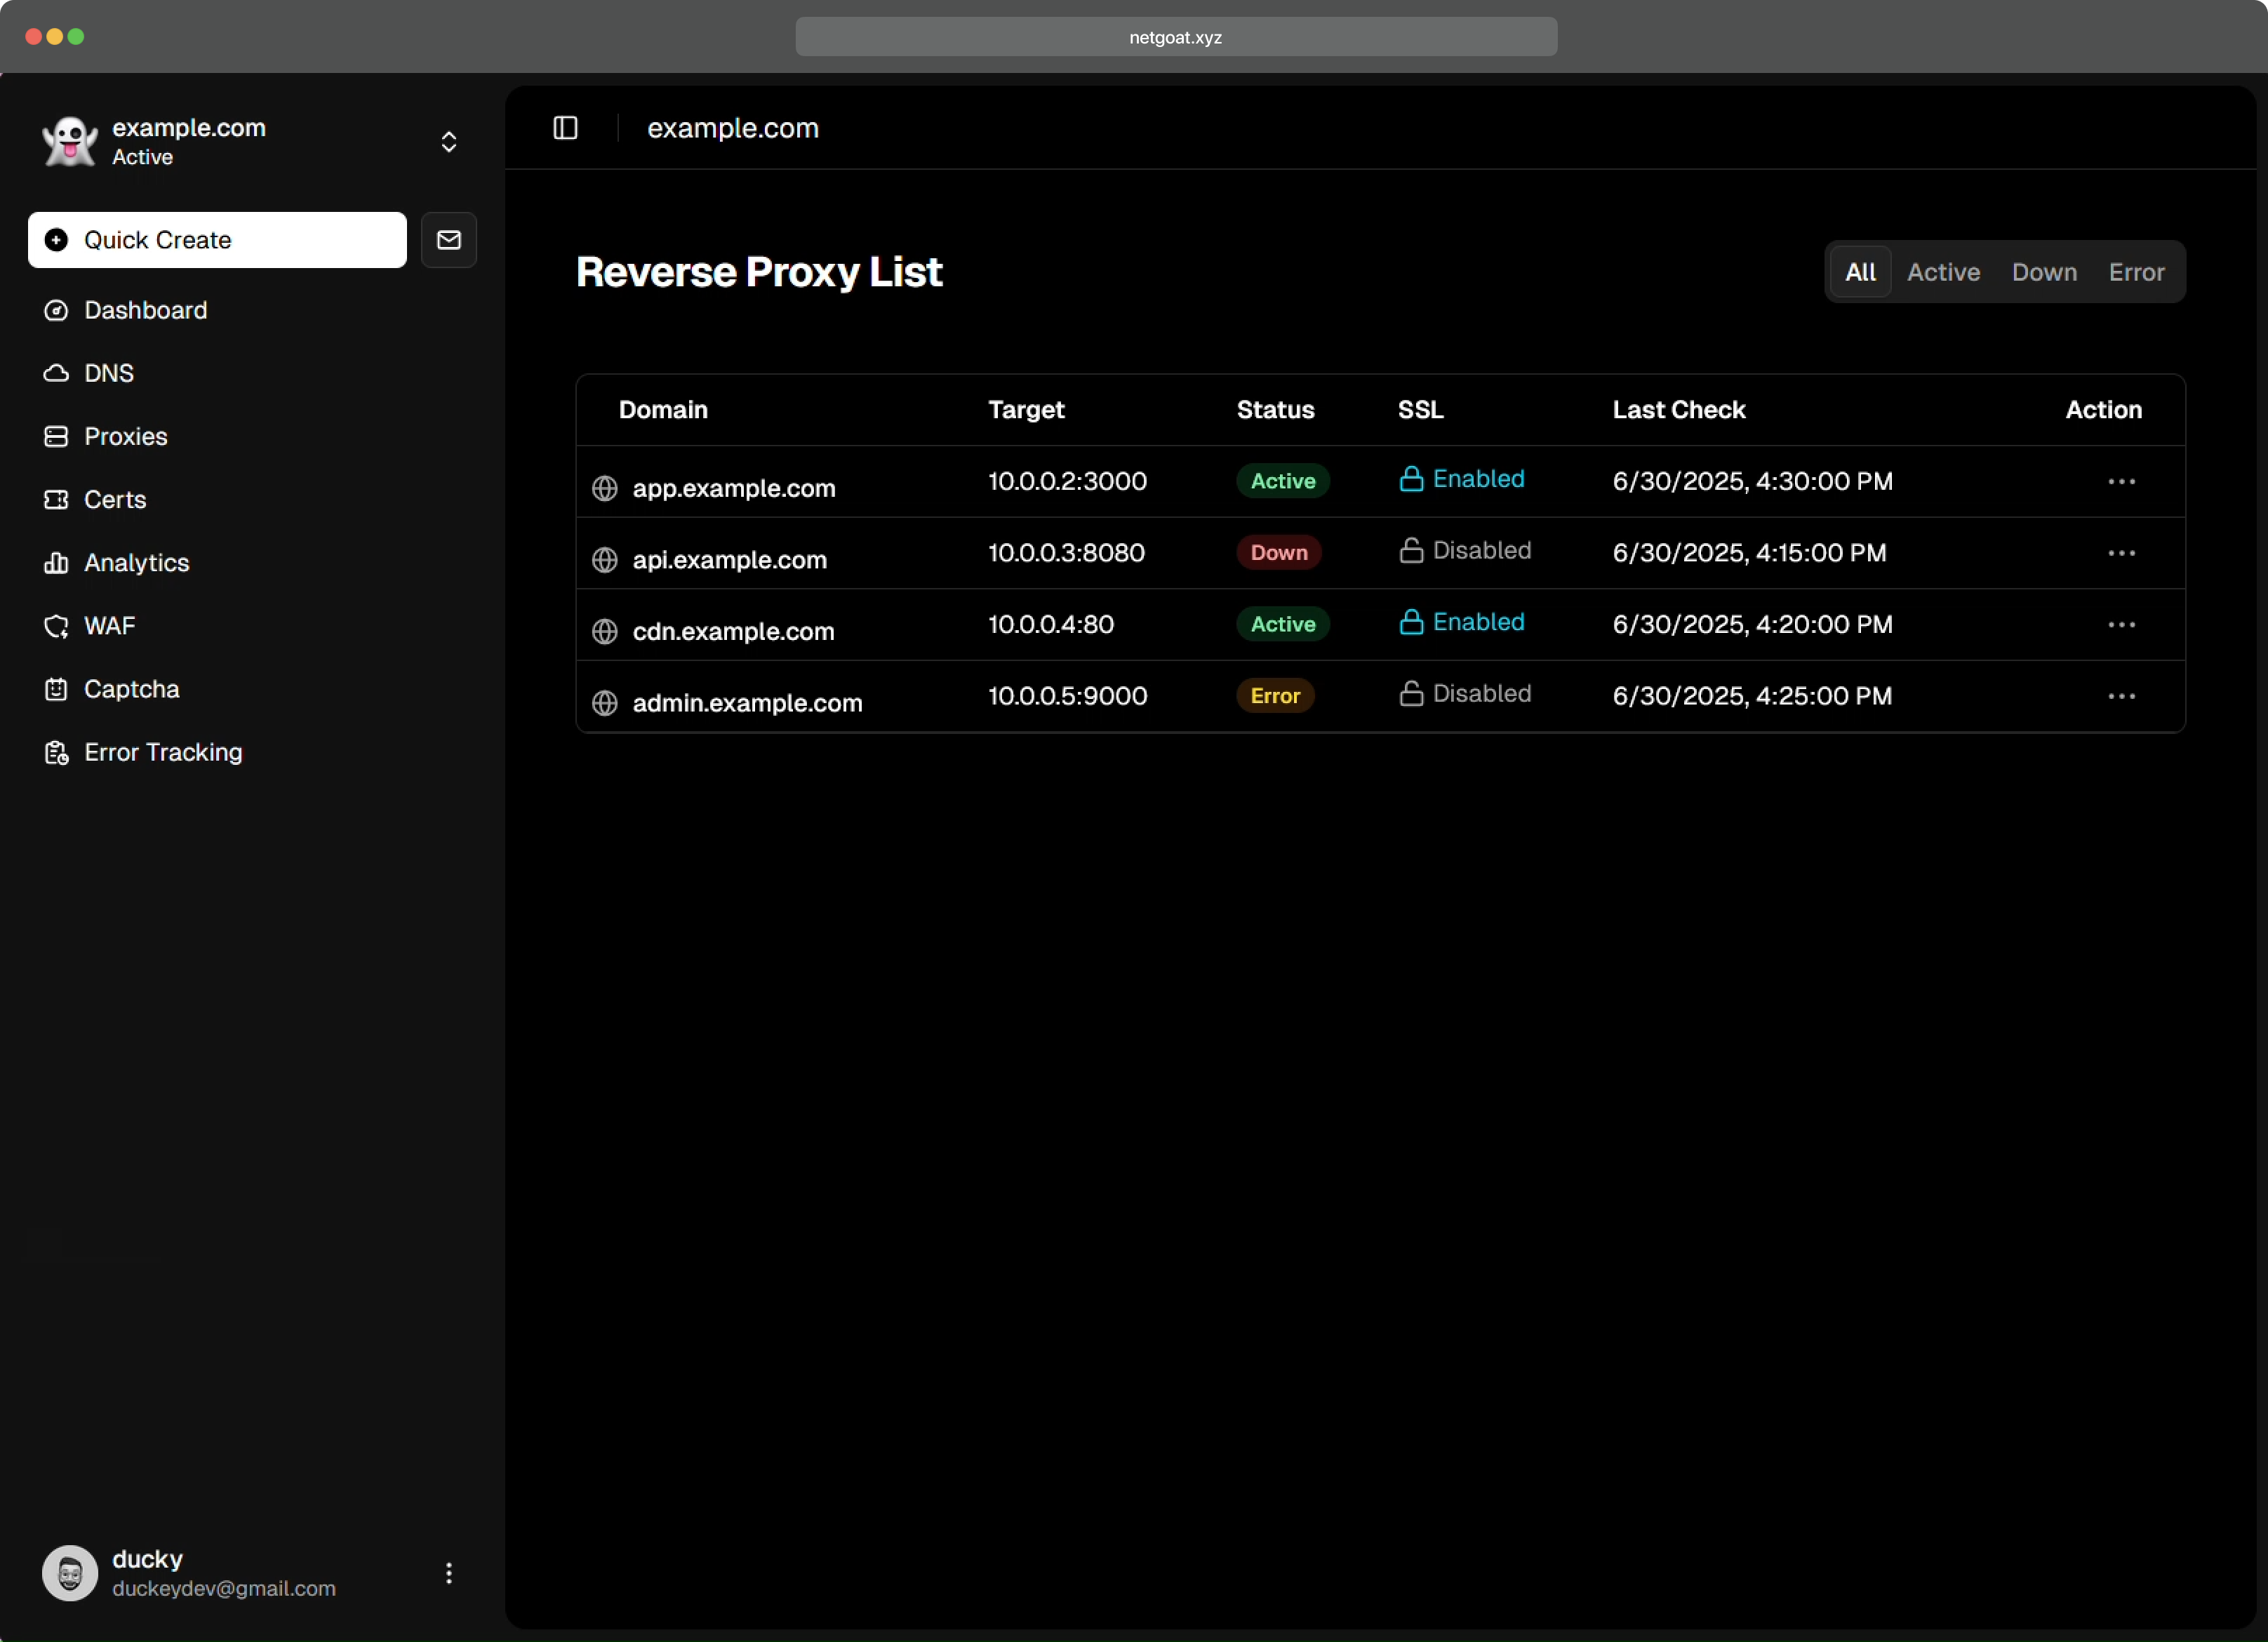 netgoat.xyz
example.com
Active
Quick Create
Dashboard
DNS
Proxies
Certs
Analytics
WAF
Captcha
Error Tracking
ducky
duckeydev@gmail.com
example.com
Reverse Proxy List
All Active Down Error
Domain Target Status SSL Last Check Action
app.example.com 10.0.0.2:3000 Active Enabled 6/30/2025, 4:30:00 PM
api.example.com 10.0.0.3:8080 Down Disabled 6/30/2025, 4:15:00 PM
cdn.example.com 10.0.0.4:80 Active Enabled 6/30/2025, 4:20:00 PM
admin.example.com 10.0.0.5:9000 Error Disabled 6/30/2025, 4:25:00 PM